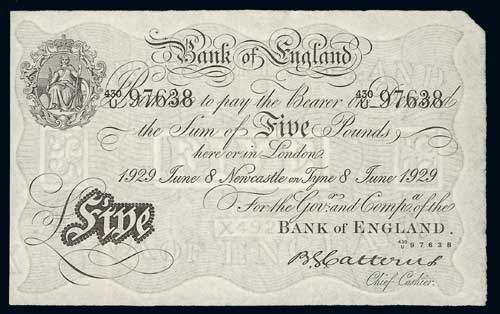 Bank of England
430/U 97638 to pay the Bearer 430/U 97638
the Sum of Five Pounds
here or in London
1929 June 8 Newcastle on Tyne 8 June 1929
For the Govr. and Compa. of the
BANK OF ENGLAND.
Five
430/U 97638
B G Catterns
Chief Cashier.